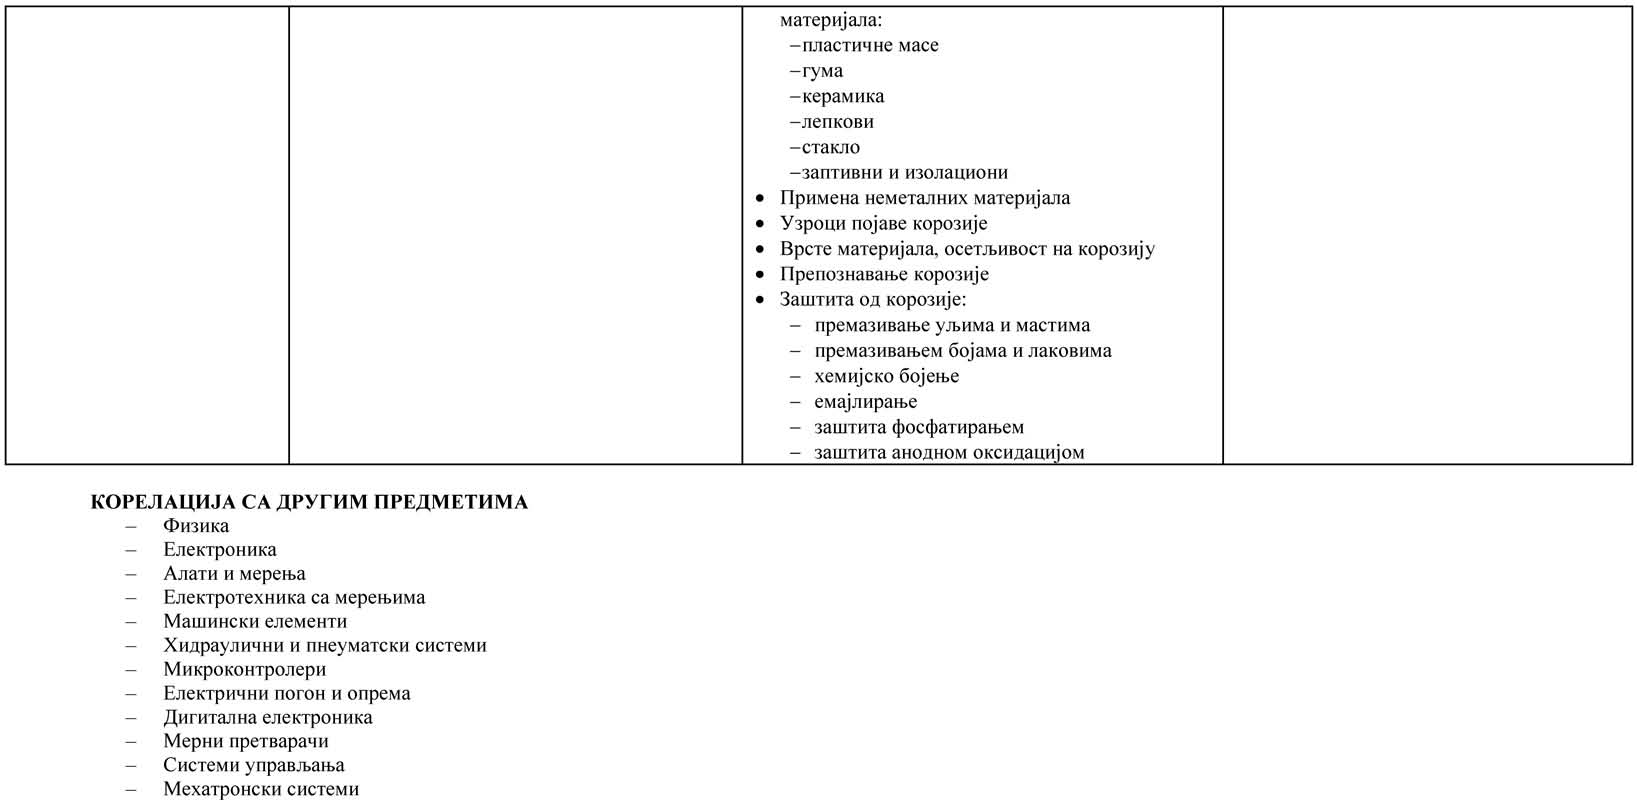 материјала:
–пластичне масе
–гума
–керамика
–лепкови
–стакло
–заптивни и изолациони
• Примена неметалних материјала
• Узроци појаве корозије
• Врсте материјала, осетљивост на корозију
• Препознавање корозије
• Заштита од корозије:
– премазивање уљима и мастима
– премазивањем бојама и лаковима
– хемијско бојење
– емајлирање
– заштита фосфатирањем
– заштита анодном оксидацијом
КОРЕЛАЦИЈА СА ДРУГИМ ПРЕДМЕТИМА
– Физика
– Електроника
– Алати и мерења
– Електротехника са мерењима
– Машински елементи
– Хидраулични и пнеуматски системи
– Микроконтролери
– Електрични погон и опрема
– Дигитална електроника
– Мерни претварачи
– Системи управљања
– Мехатронски системи